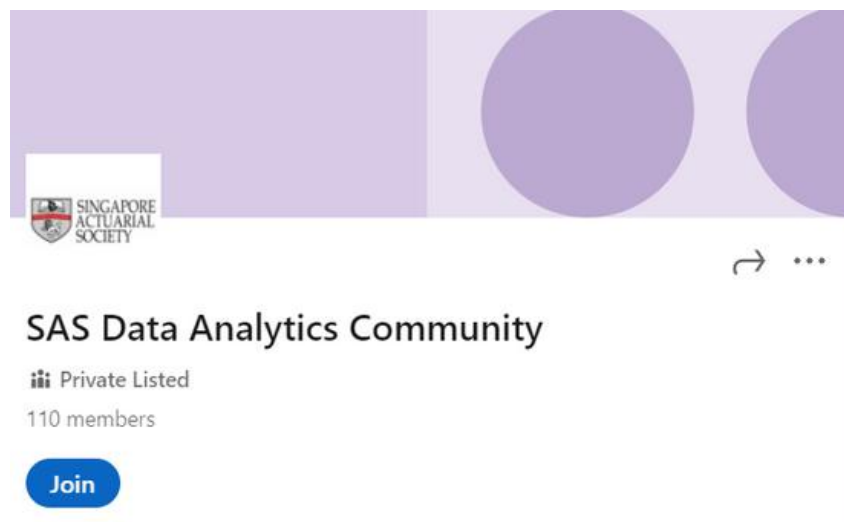 SINGAPORE
ACTUARIAL
SOCIETY
SAS Data Analytics Community
Private Listed
110 members
Join